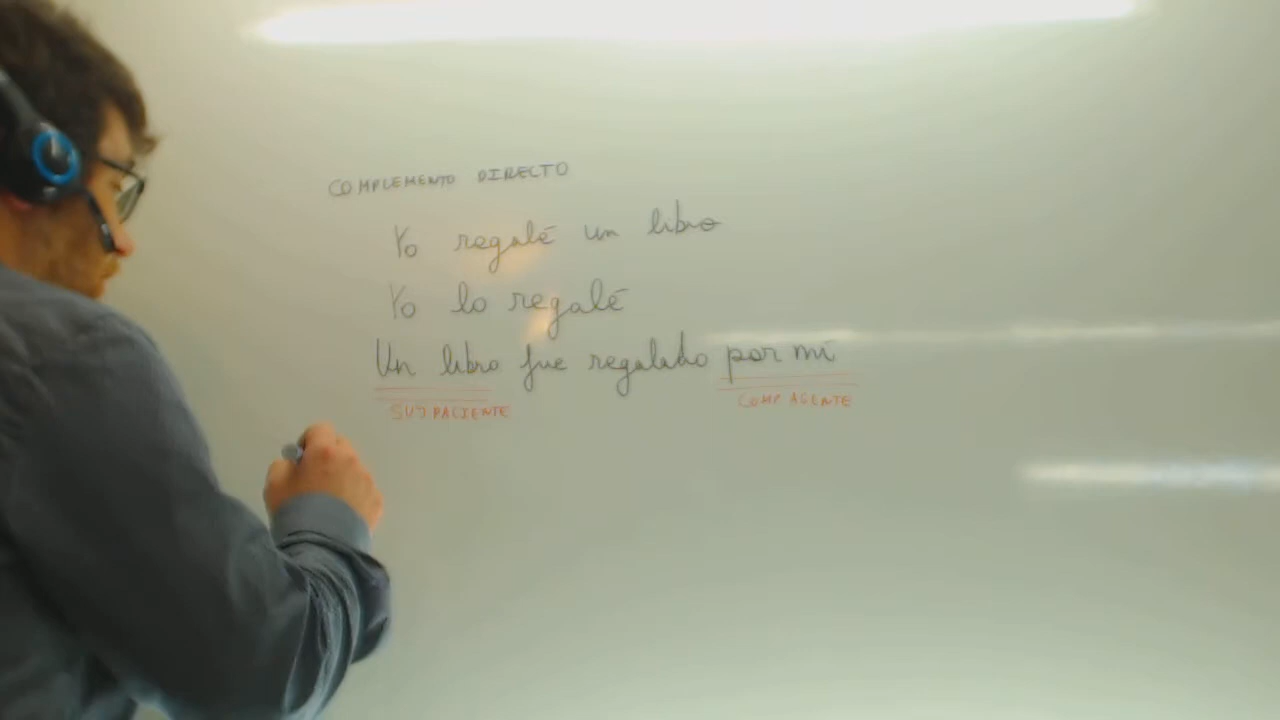 COMPLEMENTO DIRECTO
Yo regalé un libro
Yo lo regalé
Un libro fue regalado por mí
SUJ PACIENTE COMP AGENTE